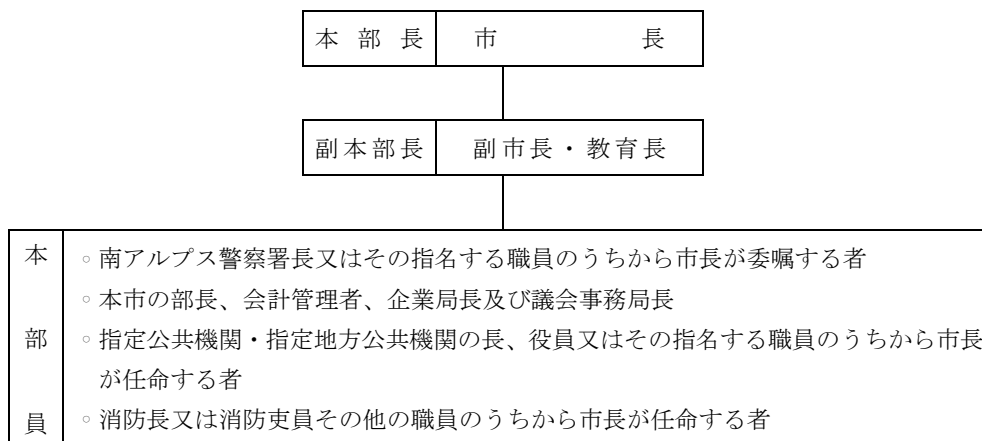 本部長 市長
副本部長 副市長・教育長
本部員
◦南アルプス警察署長又はその指名する職員のうちから市長が委嘱する者
◦本市の部長、会計管理者、企業局長及び議会事務局長
◦指定公共機関・指定地方公共機関の長、役員又はその指名する職員のうちから市長
が任命する者
◦消防長又は消防吏員その他の職員のうちから市長が任命する者